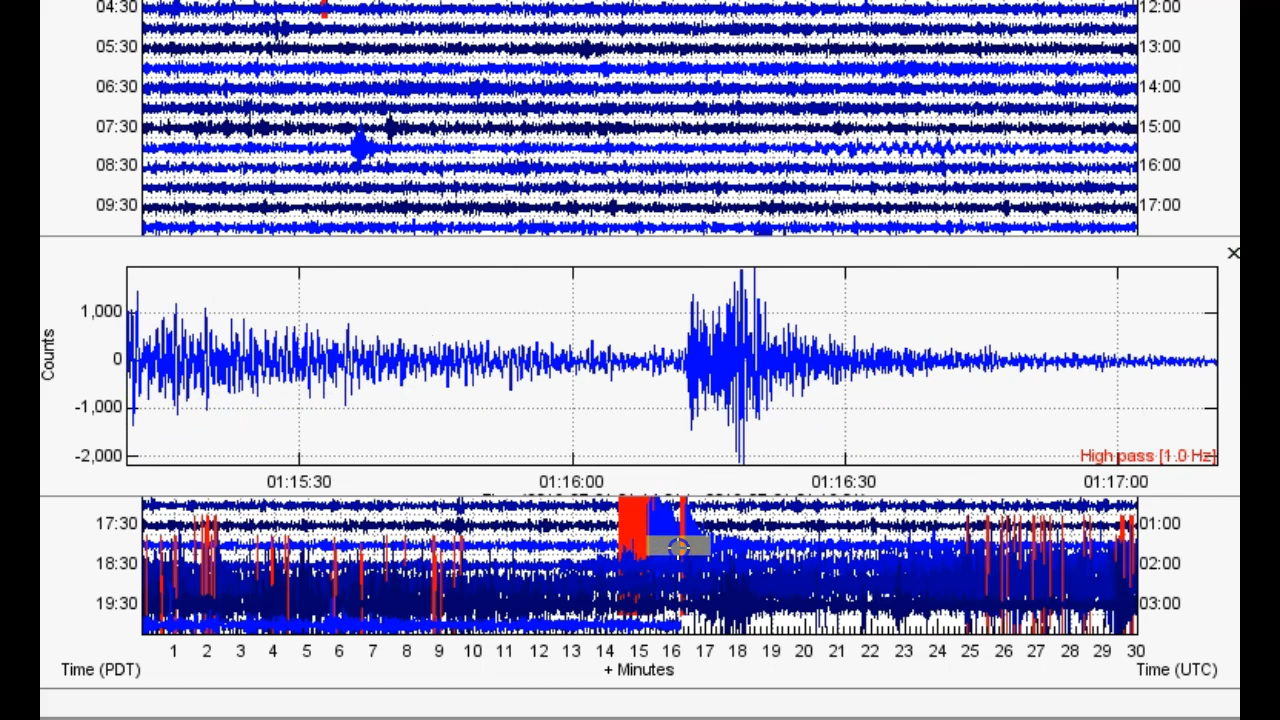 04:30 12:00
05:30 13:00
06:30 14:00
07:30 15:00
08:30 16:00
09:30 17:00
×
Counts
1,000
0
-1,000
-2,000
High pass [1.0 Hz]
01:15:30 01:16:00 01:16:30 01:17:00
17:30 01:00
18:30 02:00
19:30 03:00
1 2 3 4 5 6 7 8 9 10 11 12 13 14 15 16 17 18 19 20 21 22 23 24 25 26 27 28 29 30
Time (PDT) + Minutes Time (UTC)